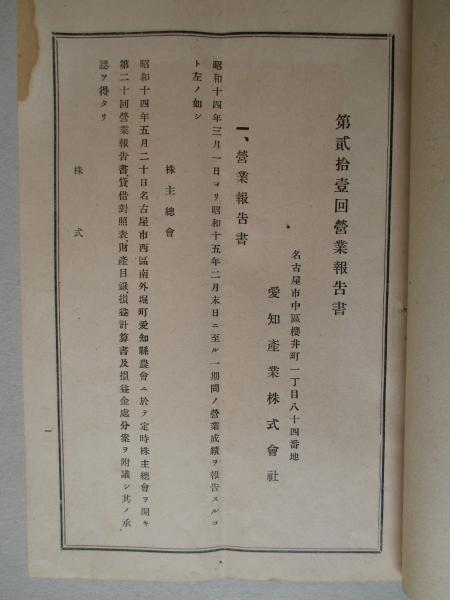 第貳拾壹回營業報告書
名古屋市中區櫻井町一丁目八十四番地
愛知產業株式會社
一、營業報告書
昭和十四年三月一日ヨリ昭和十五年二月末日ニ至ル一期間ノ營業成績ヲ報告スルコ
ト左ノ如シ
株主總會
昭和十四年五月二十日名古屋市西區南外堀町愛知縣農會ニ於テ定時株主總會ヲ開キ
第二十回營業報告書、貸借對照表、財產目錄、損益計算書及損益金處分案ヲ附議シ其ノ承
認ヲ得タリ
株式
一